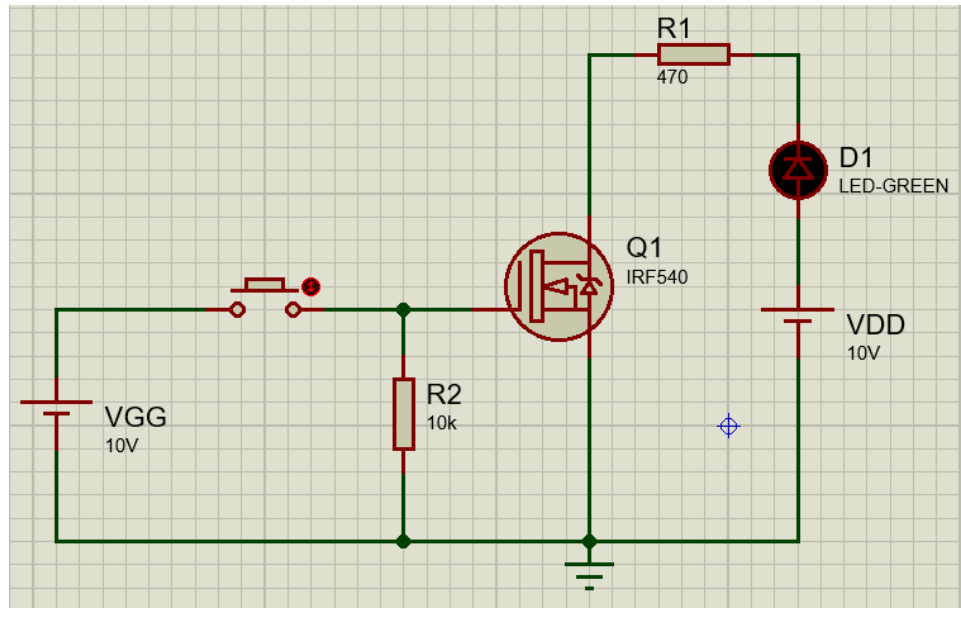 R1
470
D1
LED-GREEN
Q1
IRF540
VDD
10V
R2
10k
VGG
10V